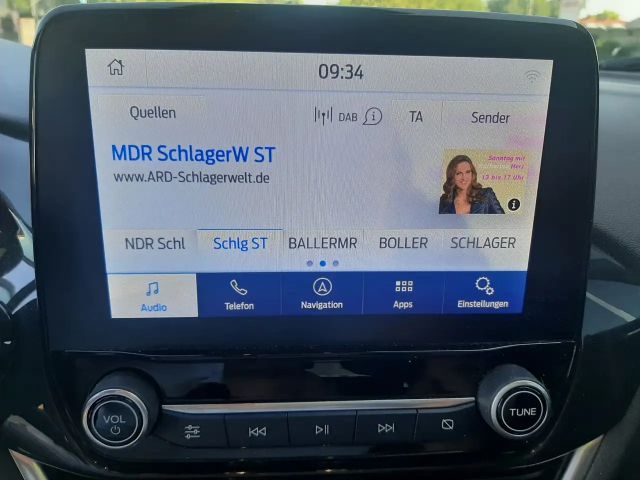 09:34
Quellen
DAB
TA
Sender
MDR SchlagerW ST
www.ARD-Schlagerwelt.de
Sonntag mit
Herz
13 bis 17 Uhr
NDR Schl
Schlg ST
BALLERMR
BOLLER
SCHLAGER
Audio
Telefon
Navigation
Apps
Einstellungen
VOL
TUNE